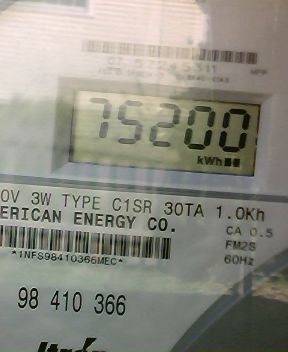 75200
kWh
0V 3W TYPE C1SR 30TA 1.0Kh
ERICAN ENERGY CO.
CA 0.5
FM2S
60Hz
*1NFS98410366MEC*
98 410 366
Itrón